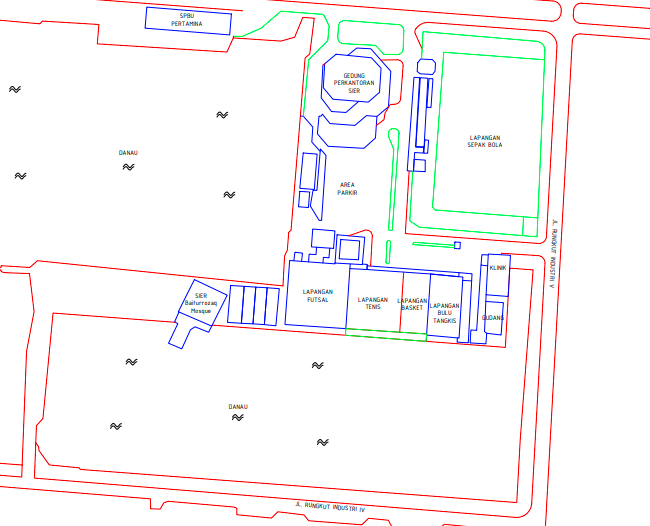 SPBU
PERTAMINA
GEDUNG
PERKANTORAN
SIER
LAPANGAN
SEPAK BOLA
DANAU
AREA
PARKIR
JL. RUNGKUT INDUSTRI V
KLINIK
SIER
Baiturrozaq
Mosque
LAPANGAN
FUTSAL
LAPANGAN
TENIS
LAPANGAN
BASKET
LAPANGAN
BULU
TANGKIS
GUDANG
DANAU
JL. RUNGKUT INDUSTRI IV